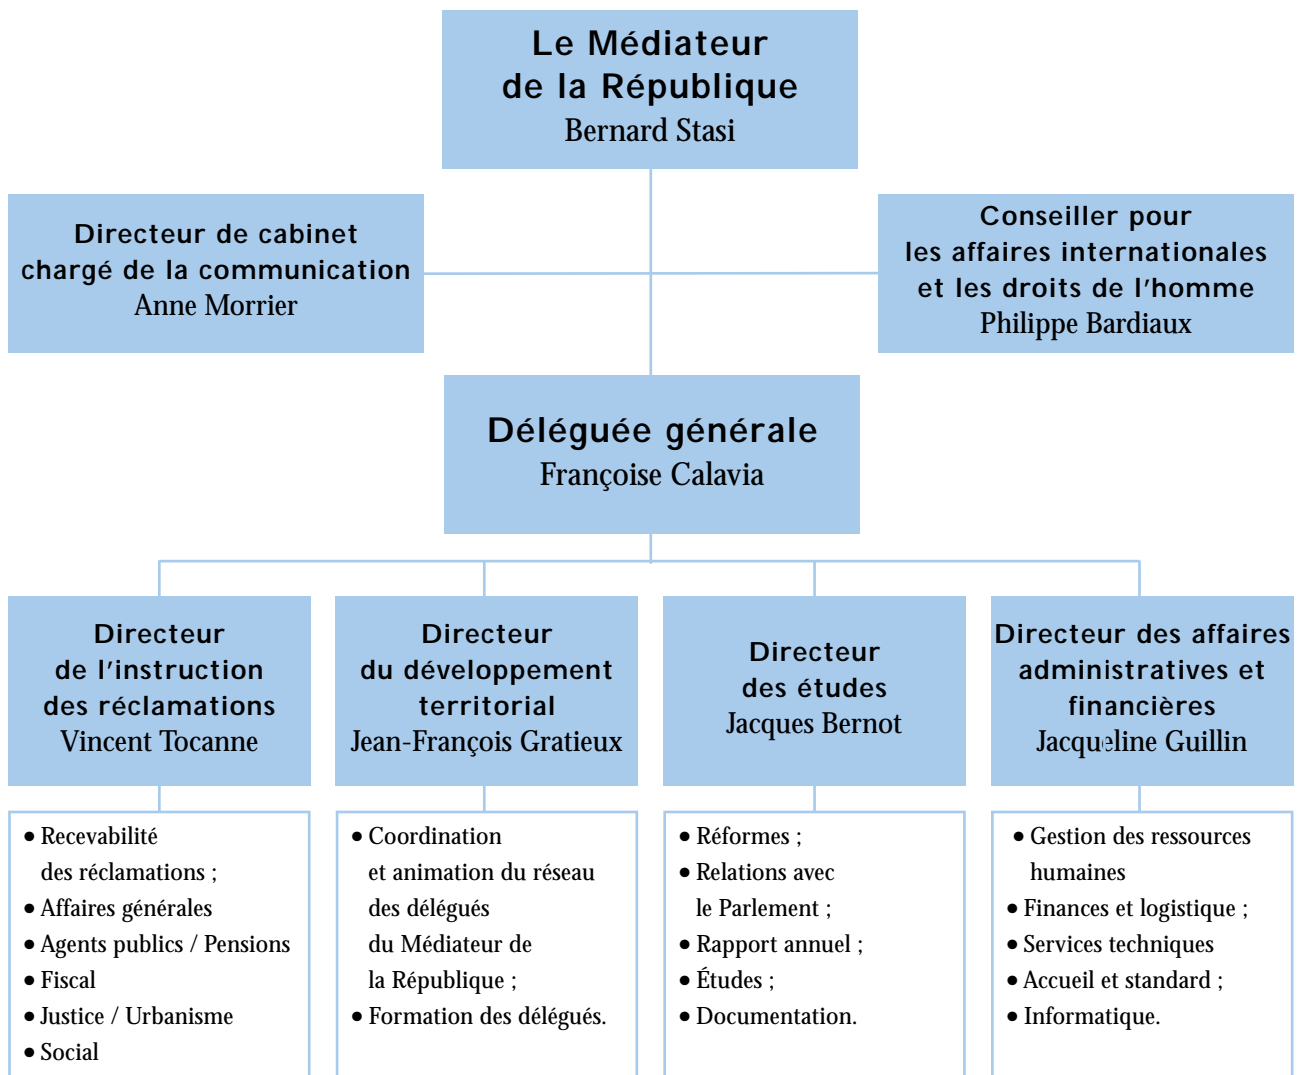 Le Médiateur
de la République
Bernard Stasi
Directeur de cabinet
chargé de la communication
Anne Morrier
Conseiller pour
les affaires internationales
et les droits de l'homme
Philippe Bardiaux
Déléguée générale
Françoise Calavia
Directeur
de l'instruction
des réclamations
Vincent Tocanne
Directeur
du développement
territorial
Jean-François Gratieux
Directeur
des études
Jacques Bernot
Directeur des affaires
administratives et
financières
Jacqueline Guillin
• Recevabilité
des réclamations ;
• Affaires générales
• Agents publics / Pensions
• Fiscal
• Justice / Urbanisme
• Social
• Coordination
et animation du réseau
des délégués
du Médiateur de
la République ;
• Formation des délégués.
• Réformes ;
• Relations avec
le Parlement ;
• Rapport annuel ;
• Études ;
• Documentation.
• Gestion des ressources
humaines
• Finances et logistique ;
• Services techniques
• Accueil et standard ;
• Informatique.